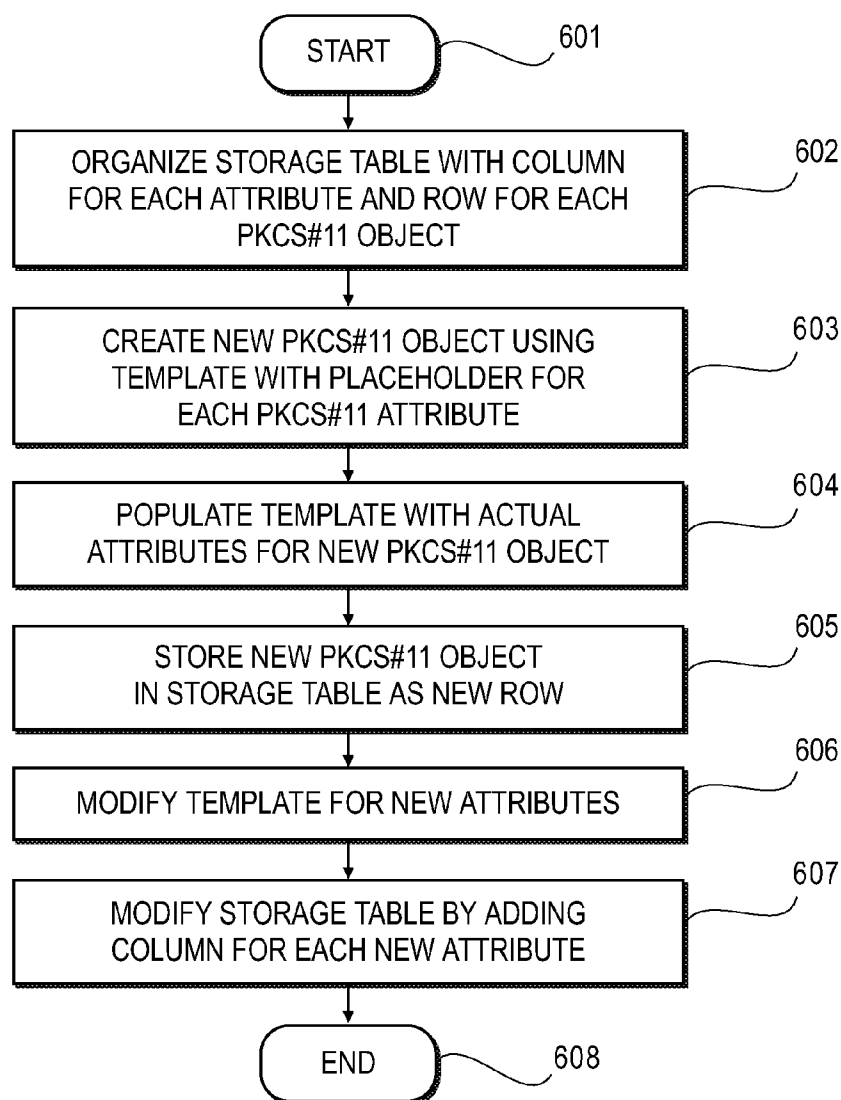 START
601
ORGANIZE STORAGE TABLE WITH COLUMN
FOR EACH ATTRIBUTE AND ROW FOR EACH
PKCS#11 OBJECT
602
CREATE NEW PKCS#11 OBJECT USING
TEMPLATE WITH PLACEHOLDER FOR
EACH PKCS#11 ATTRIBUTE
603
POPULATE TEMPLATE WITH ACTUAL
ATTRIBUTES FOR NEW PKCS#11 OBJECT
604
STORE NEW PKCS#11 OBJECT
IN STORAGE TABLE AS NEW ROW
605
MODIFY TEMPLATE FOR NEW ATTRIBUTES
606
MODIFY STORAGE TABLE BY ADDING
COLUMN FOR EACH NEW ATTRIBUTE
607
END
608